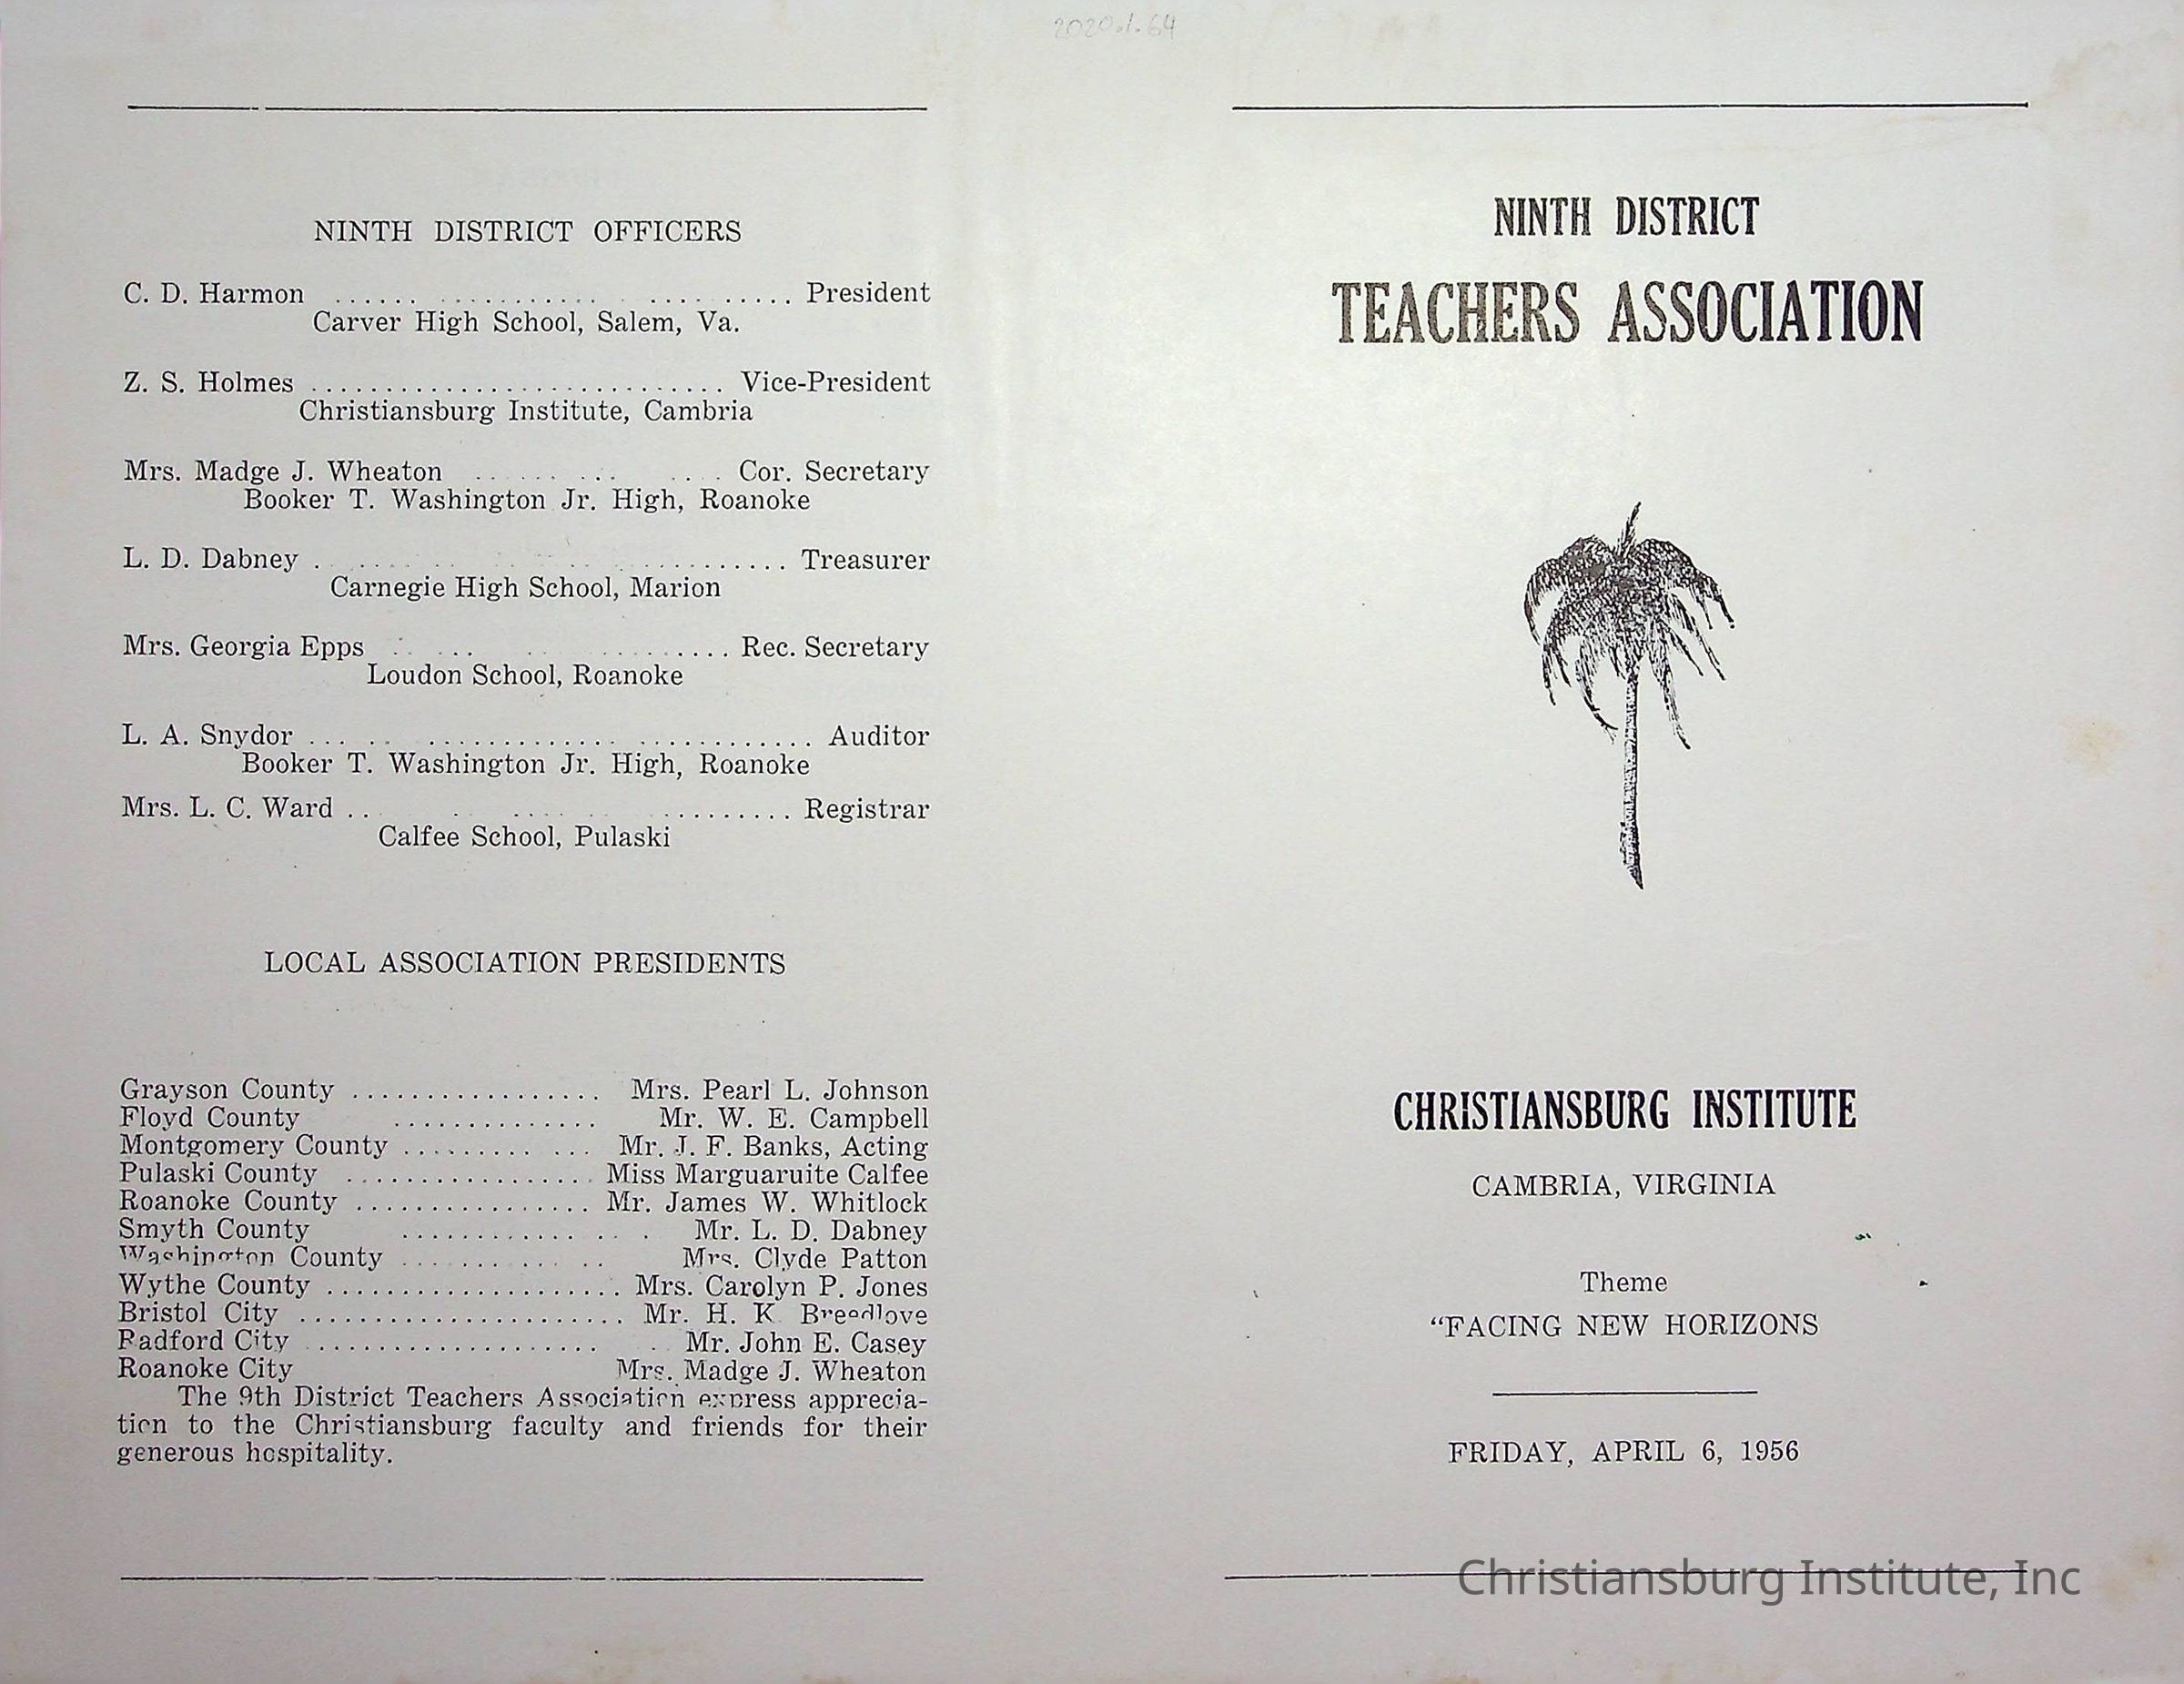 2020.1.64
NINTH DISTRICT OFFICERS
C. D. Harmon ...... ........... .......... President
Carver High School, Salem, Va.
Z. S. Holmes ............................ Vice-President
Christiansburg Institute, Cambria
Mrs. Madge J. Wheaton ...... ... .... Cor. Secretary
Booker T. Washington Jr. High, Roanoke
L. D. Dabney . .... ............ Treasurer
Carnegie High School, Marion
Mrs. Georgia Epps .. ... .......... Rec. Secretary
Loudon School, Roanoke
L. A. Snydor ... .. ............. ............ Auditor
Booker T. Washington Jr. High, Roanoke
Mrs. L. C. Ward ... . .... ......... Registrar
Calfee School, Pulaski
LOCAL ASSOCIATION PRESIDENTS
Grayson County ................. Mrs. Pearl L. Johnson
Floyd County .............. Mr. W. E. Campbell
Montgomery County ......... ... Mr. J. F. Banks, Acting
Pulaski County ................. Miss Marguaruite Calfee
Roanoke County ................ Mr. James W. Whitlock
Smyth County ............ . . . Mr. L. D. Dabney
Washington County .......... . .. Mrs. Clyde Patton
Wythe County .................... Mrs. Carolyn P. Jones
Bristol City ...................... Mr. H. K Breedlove
Radford City ................... . Mr. John E. Casey
Roanoke City Mrs. Madge J. Wheaton
The 9th District Teachers Association express apprecia-
tion to the Christiansburg faculty and friends for their
generous hospitality.
NINTH DISTRICT
TEACHERS ASSOCIATION
CHRISTIANSBURG INSTITUTE
CAMBRIA, VIRGINIA
Theme
“FACING NEW HORIZONS
FRIDAY, APRIL 6, 1956
Christiansburg Institute, Inc